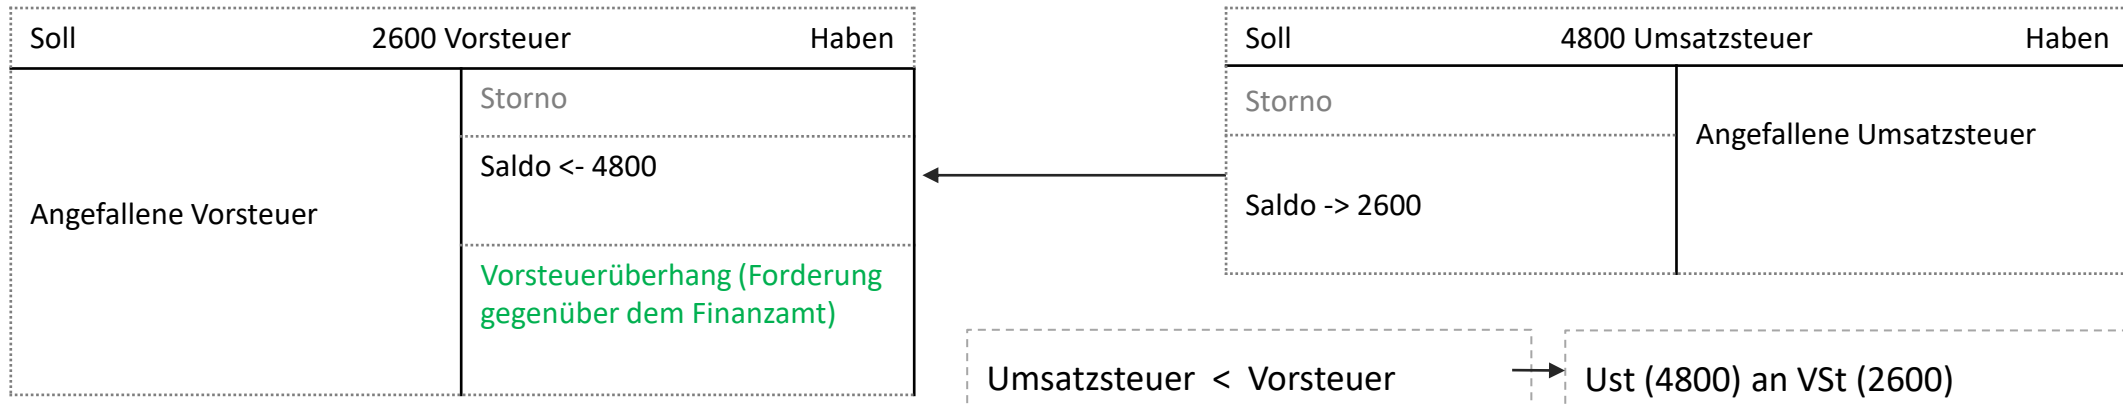 Soll 2600 Vorsteuer Haben
Storno
Saldo <- 4800
Angefallene Vorsteuer
Vorsteuerüberhang (Forderung
gegenüber dem Finanzamt)
Soll 4800 Umsatzsteuer Haben
Storno
Angefallene Umsatzsteuer
Saldo -> 2600
Umsatzsteuer < Vorsteuer
Ust (4800) an VSt (2600)